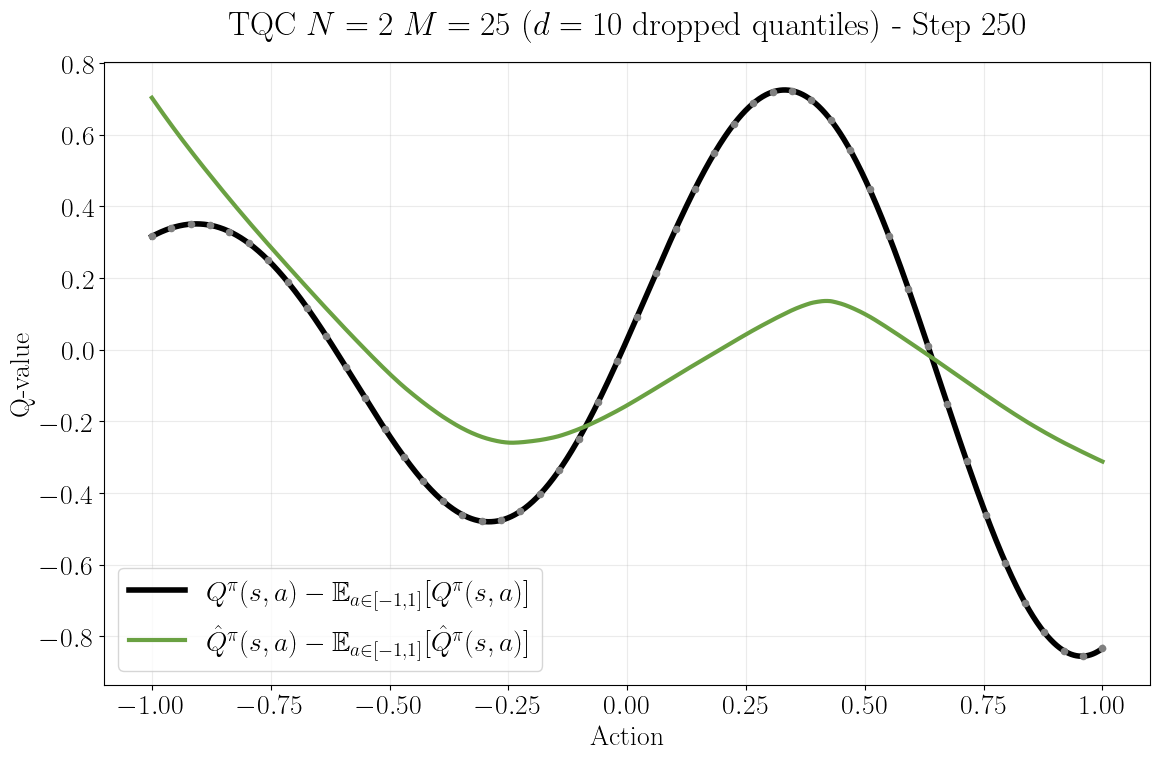 TQC N = 2 M = 25 (d = 10 dropped quantiles) - Step 250
0.8
0.6
0.4
0.2
0.0
−0.2
−0.4
−0.6
−0.8
Q-value
Q^π(s, a) − 𝔼_{a∈[−1,1]}[Q^π(s, a)]
Q̂^π(s, a) − 𝔼_{a∈[−1,1]}[Q̂^π(s, a)]
−1.00 −0.75 −0.50 −0.25 0.00 0.25 0.50 0.75 1.00
Action